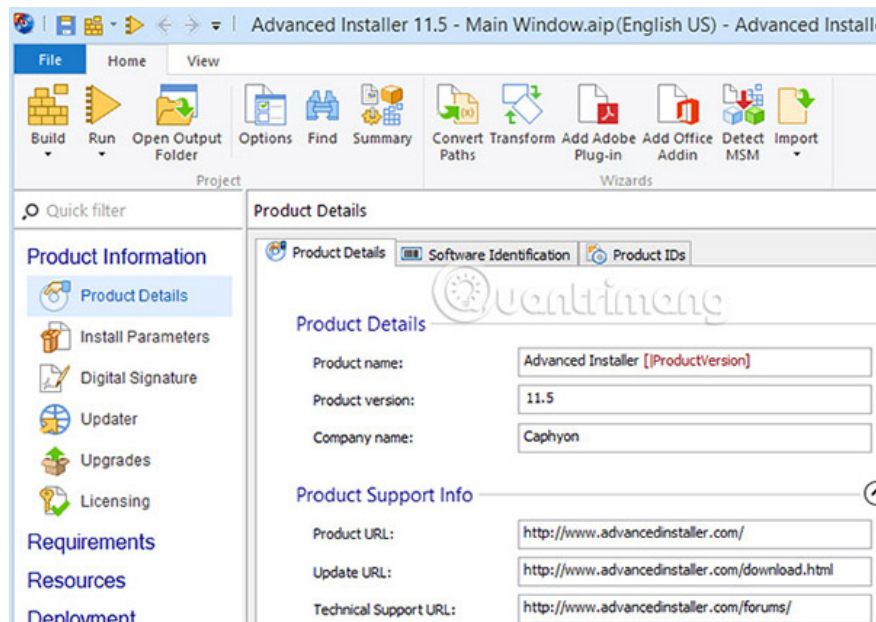 Advanced Installer 11.5 - Main Window.aip(English US) - Advanced Installe
File Home View
Build Run Open Output Folder Options Find Summary Convert Paths Transform Add Adobe Plug-in Add Office Addin Detect MSM Import
Project Wizards
Quick filter
Product Information
Product Details
Install Parameters
Digital Signature
Updater
Upgrades
Licensing
Requirements
Resources
Deployment
Product Details
Product Details Software Identification Product IDs
Quantrimang
Product Details
Product name: Advanced Installer [|ProductVersion]
Product version: 11.5
Company name: Caphyon
Product Support Info
Product URL: http://www.advancedinstaller.com/
Update URL: http://www.advancedinstaller.com/download.html
Technical Support URL: http://www.advancedinstaller.com/forums/